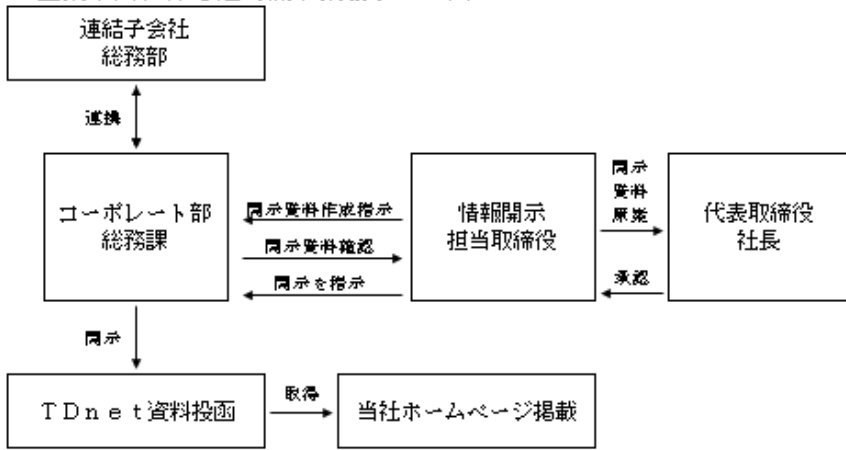 連結子会社
総務部
連携
コーポレート部
総務課
開示資料作成指示
開示資料確認
開示を指示
情報開示
担当取締役
開示
資料
原案
承認
代表取締役
社長
開示
TDnet資料投函
取得
当社ホームページ掲載